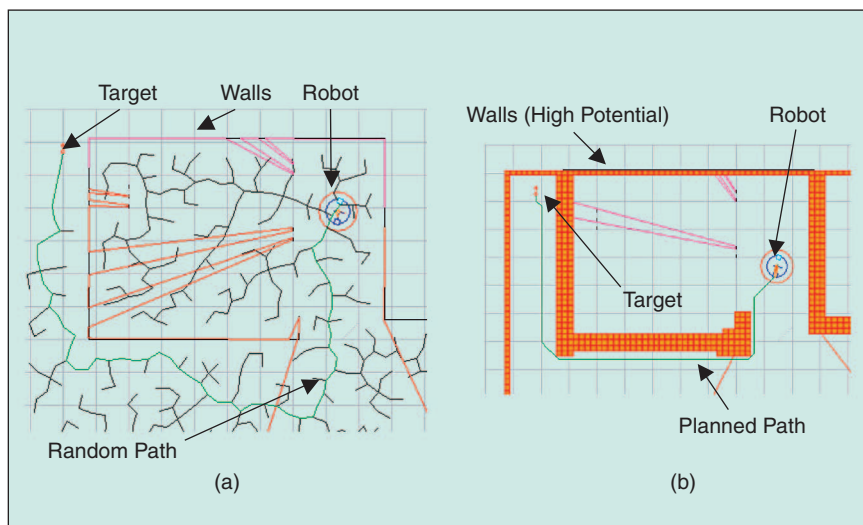 Target
Walls
Robot
Random Path
(a)
Walls (High Potential)
Robot
Target
Planned Path
(b)